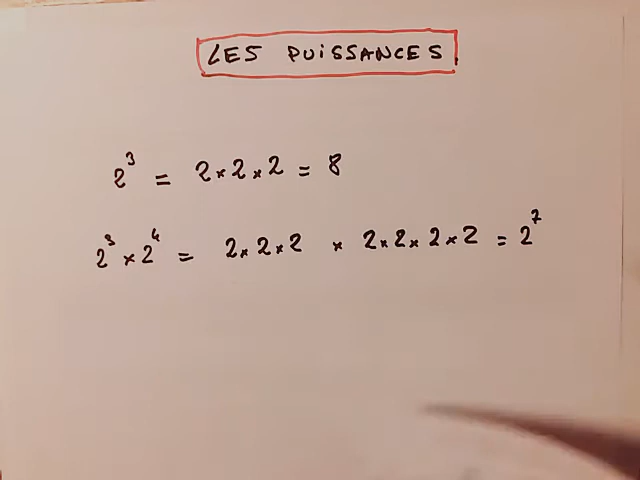 LES PUISSANCES
2³ = 2 × 2 × 2 = 8
2³ × 2⁴ = 2 × 2 × 2 × 2 × 2 × 2 × 2 = 2⁷